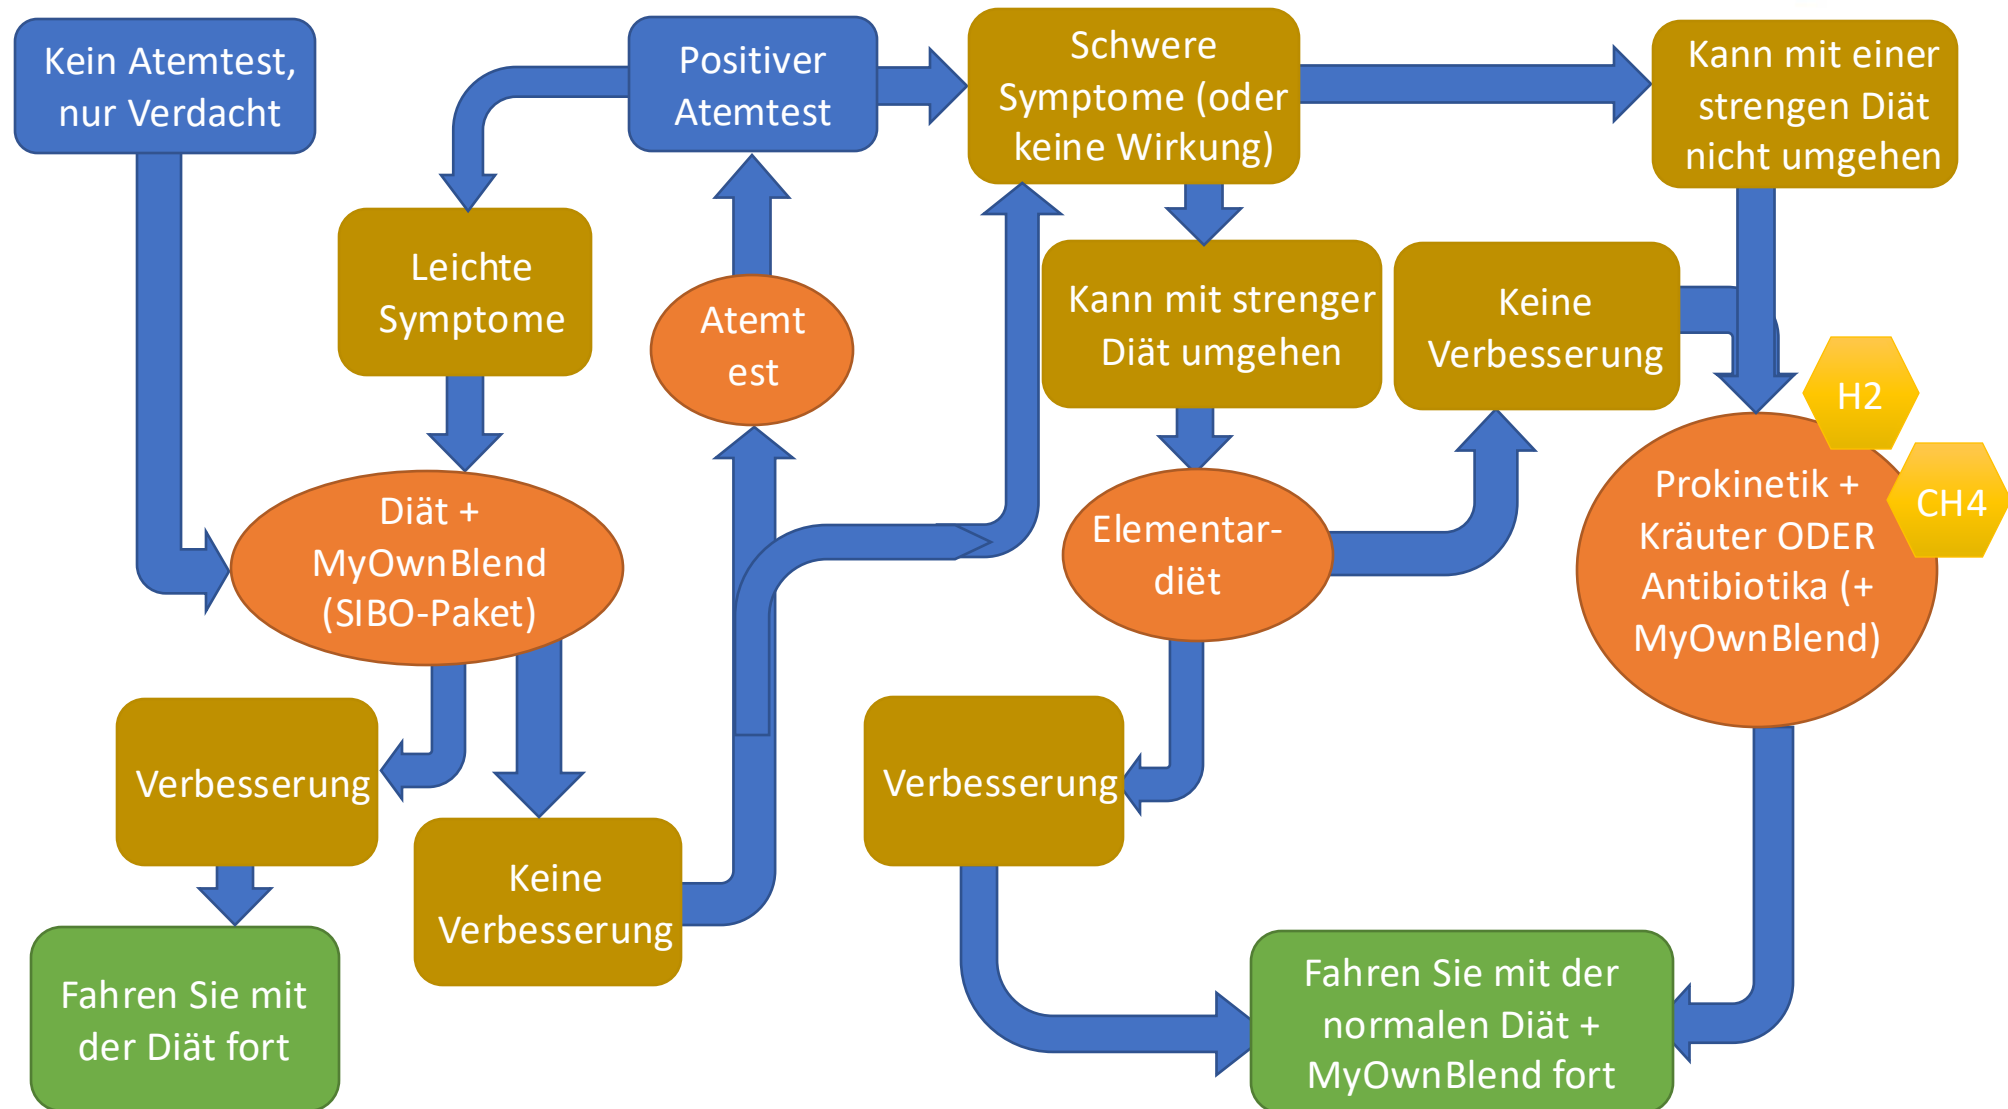 Kein Atemtest,
nur Verdacht
Positiver
Atemtest
Schwere
Symptome (oder
keine Wirkung)
Kann mit einer
strengen Diät
nicht umgehen
Leichte
Symptome
Atemt
est
Kann mit strenger
Diät umgehen
Keine
Verbesserung
H2
CH4
Diät +
MyOwnBlend
(SIBO-Paket)
Elementar-
diët
Prokinetik +
Kräuter ODER
Antibiotika (+
MyOwnBlend)
Verbesserung
Keine
Verbesserung
Verbesserung
Fahren Sie mit
der Diät fort
Fahren Sie mit der
normalen Diät +
MyOwnBlend fort